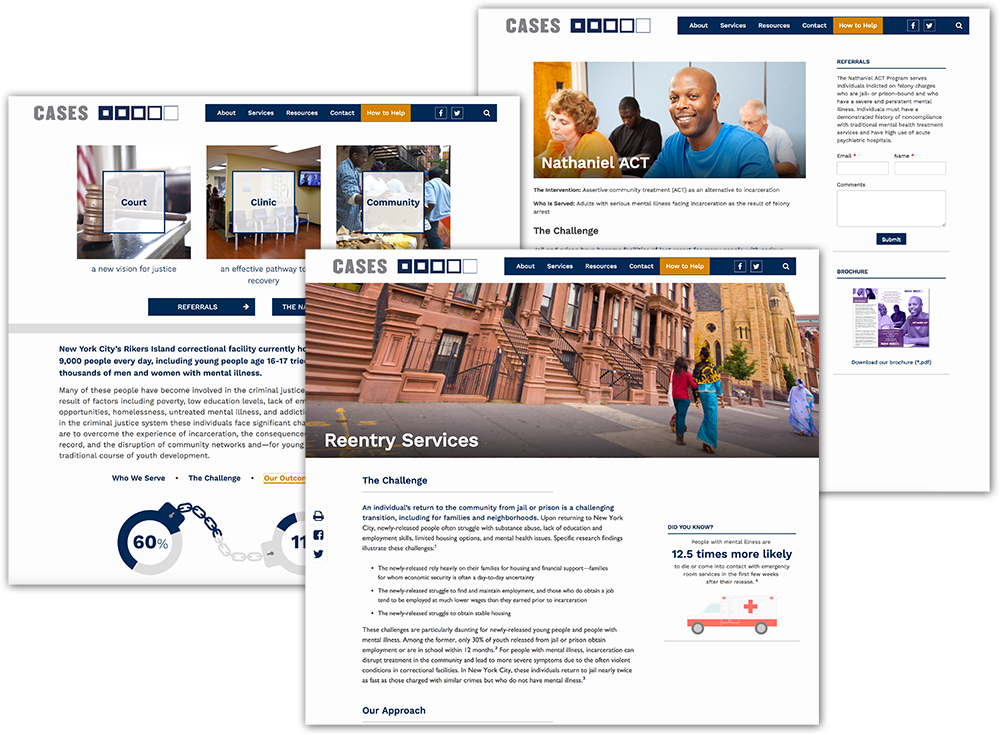 CASES
About Services Resources Contact How to Help
Nathaniel ACT
The Intervention: Assertive community treatment (ACT) as an alternative to incarceration
Who is Served: Adults with serious mental illness facing incarceration as the result of felony
arrest
The Challenge
Jail and prisons have become facilities of last resort for many people with serious
REFERRALS
The Nathaniel ACT Program serves
individuals indicted on felony charges
who are jail- or prison-bound and who
have a severe and persistent mental
illness. Individuals must have a
demonstrated history of noncompliance
with traditional mental health treatment
services and have high use of acute
psychiatric hospitals.
Email * Name *
Comments
Submit
BROCHURE
Download our brochure (*.pdf)
CASES
About Services Resources Contact How to Help
Court
Clinic
Community
a new vision for justice
an effective pathway to
recovery
REFERRALS
THE NA
New York City's Rikers Island correctional facility currently ho
9,000 people every day, including young people age 16-17 trie
thousands of men and women with mental illness.
Many of these people have become involved in the criminal justice
result of factors including poverty, low education levels, lack of em
opportunities, homelessness, untreated mental illness, and addicti
in the criminal justice system these individuals face significant cha
are to overcome the experience of incarceration, the consequences
record, and the disruption of community networks and—for young
traditional course of youth development.
Who We Serve • The Challenge • Our Outcom
60%
11
CASES
About Services Resources Contact How to Help
Reentry Services
The Challenge
An individual's return to the community from jail or prison is a challenging
transition, including for families and neighborhoods. Upon returning to New York
City, newly-released people often struggle with substance abuse, lack of education and
employment skills, limited housing options, and mental health issues. Specific research findings
illustrate these challenges:1
• The newly-released rely heavily on their families for housing and financial support—families
for whom economic security is often a day-to-day uncertainty
• The newly-released struggle to find and maintain employment, and those who do obtain a job
tend to be employed at much lower wages than they earned prior to incarceration
• The newly-released struggle to obtain stable housing
These challenges are particularly daunting for newly-released young people and people with
mental illness. Among the former, only 30% of youth released from jail or prison obtain
employment or are in school within 12 months.2 For people with mental illness, incarceration can
disrupt treatment in the community and lead to more severe symptoms due to the often violent
conditions in correctional facilities. In New York City, these individuals return to jail nearly twice
as fast as those charged with similar crimes but who do not have mental illness.3
Our Approach
DID YOU KNOW?
People with mental illness are
12.5 times more likely
to die or come into contact with emergency
room services in the first few weeks
after their release. 4